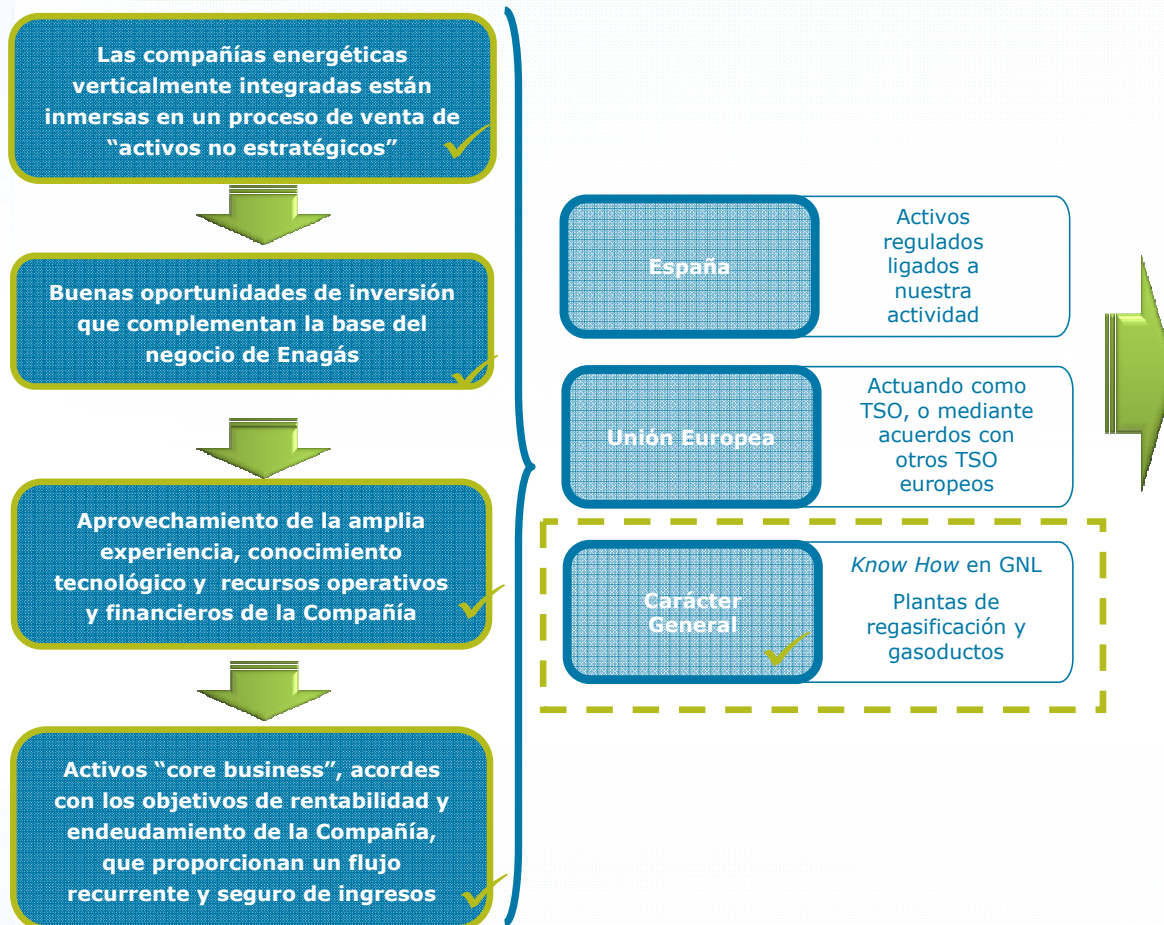 Las compañías energéticas
verticalmente integradas están
inmersas en un proceso de venta de
“activos no estratégicos”
Buenas oportunidades de inversión
que complementan la base del
negocio de Enagás
Aprovechamiento de la amplia
experiencia, conocimiento
tecnológico y recursos operativos
y financieros de la Compañía
Activos “core business”, acordes
con los objetivos de rentabilidad y
endeudamiento de la Compañía,
que proporcionan un flujo
recurrente y seguro de ingresos
España
Activos
regulados
ligados a
nuestra
actividad
Unión Europea
Actuando como
TSO, o mediante
acuerdos con
otros TSO
europeos
Carácter
General
Know How en GNL
Plantas de
regasificación y
gasoductos